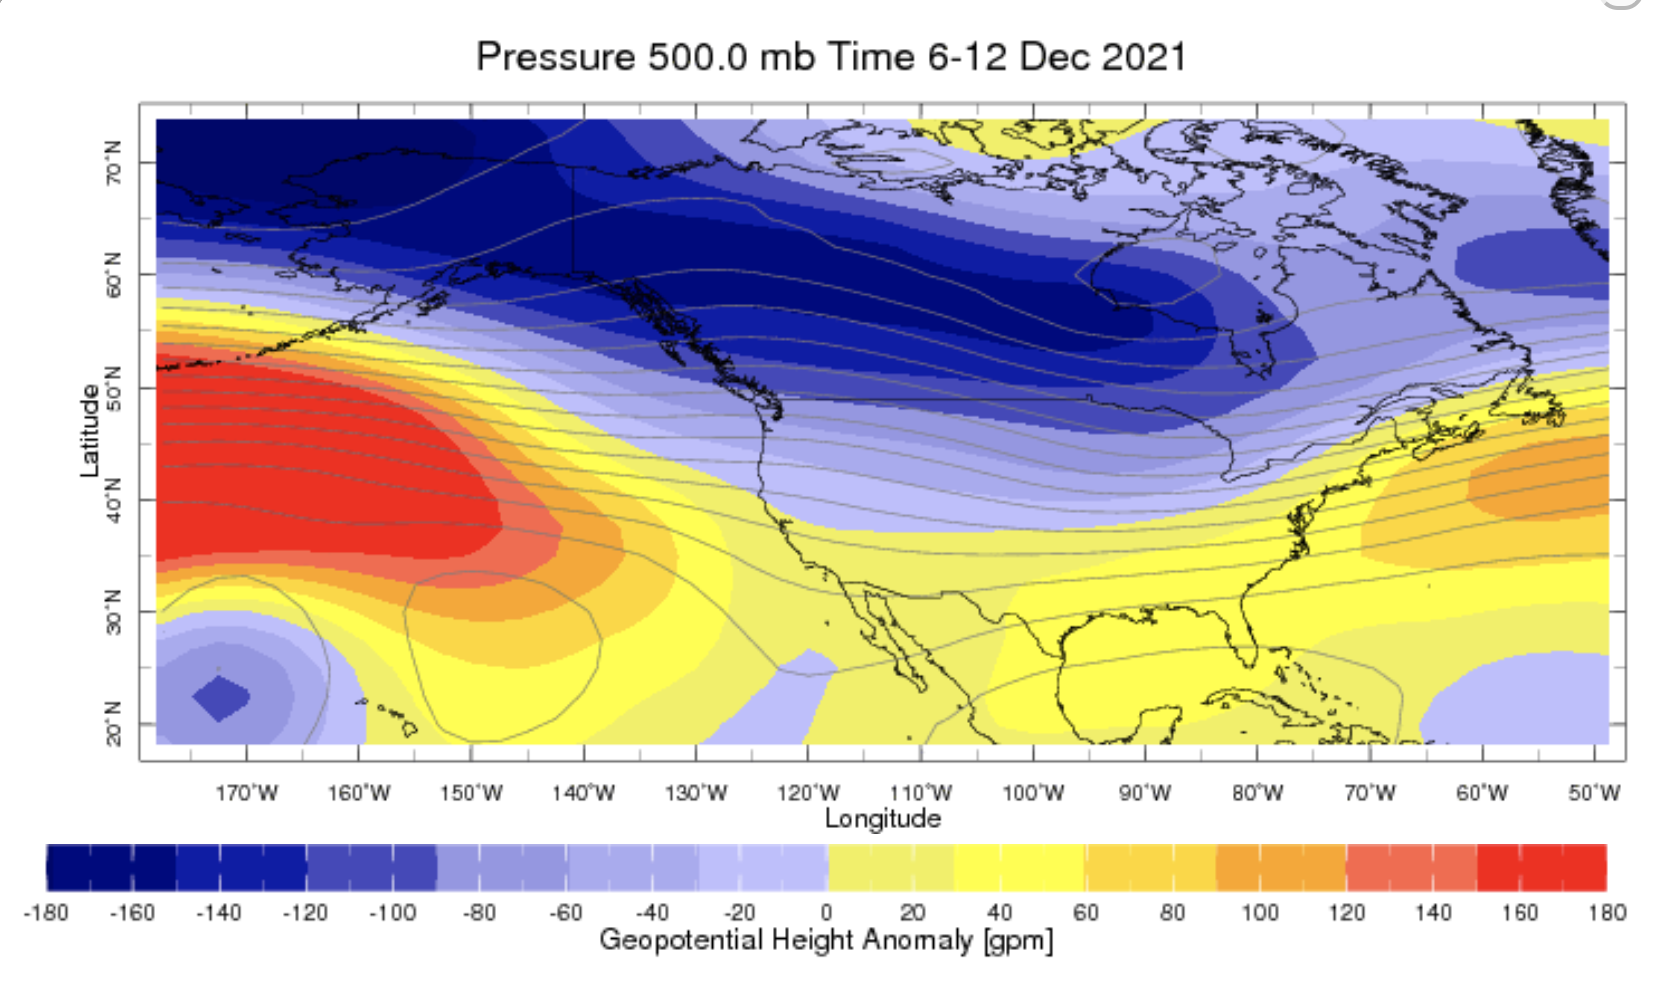 Pressure 500.0 mb Time 6-12 Dec 2021
70°N
60°N
50°N
40°N
30°N
20°N
Latitude
170°W 160°W 150°W 140°W 130°W 120°W 110°W 100°W 90°W 80°W 70°W 60°W 50°W
Longitude
-180 -160 -140 -120 -100 -80 -60 -40 -20 0 20 40 60 80 100 120 140 160 180
Geopotential Height Anomaly [gpm]